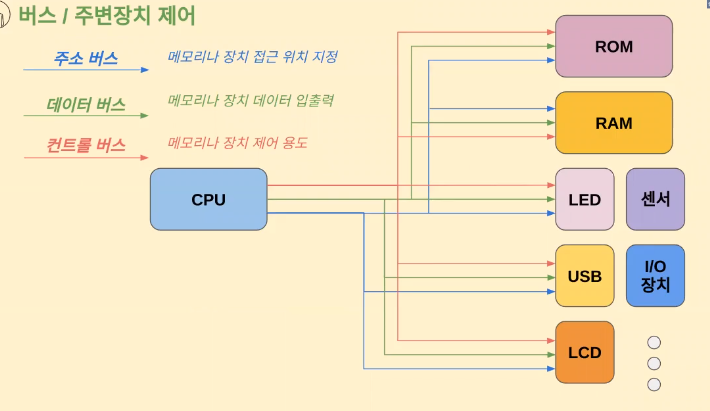 버스 / 주변장치 제어
주소 버스
메모리나 장치 접근 위치 지정
데이터 버스
메모리나 장치 데이터 입출력
컨트롤 버스
메모리나 장치 제어 용도
CPU
ROM
RAM
LED
센서
USB
I/O
장치
LCD